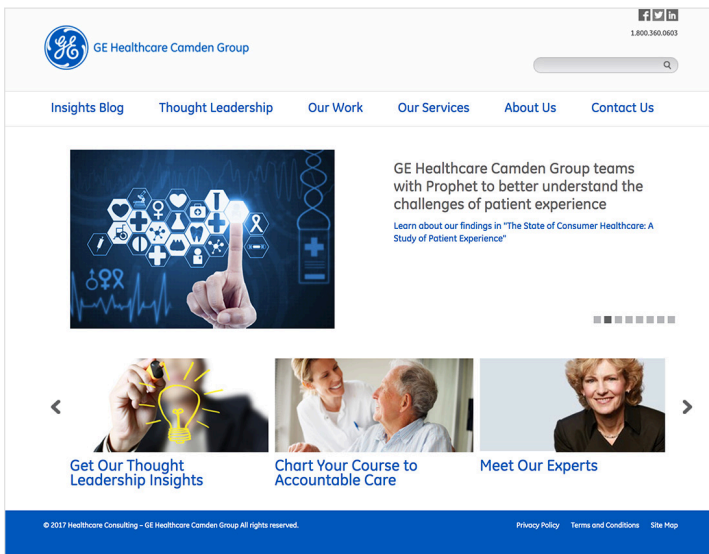 1.800.360.0603
GE Healthcare Camden Group
Insights Blog Thought Leadership Our Work Our Services About Us Contact Us
GE Healthcare Camden Group teams
with Prophet to better understand the
challenges of patient experience
Learn about our findings in "The State of Consumer Healthcare: A
Study of Patient Experience"
Get Our Thought
Leadership Insights
Chart Your Course to
Accountable Care
Meet Our Experts
© 2017 Healthcare Consulting – GE Healthcare Camden Group All rights reserved.
Privacy Policy Terms and Conditions Site Map